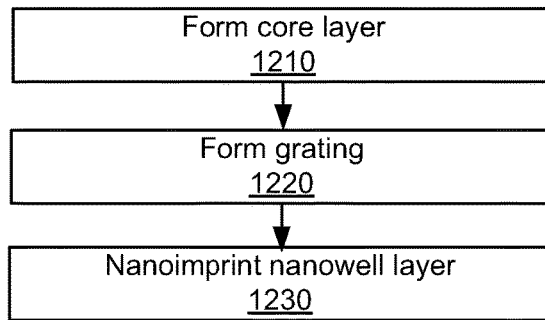 Form core layer
1210
Form grating
1220
Nanoimprint nanowell layer
1230